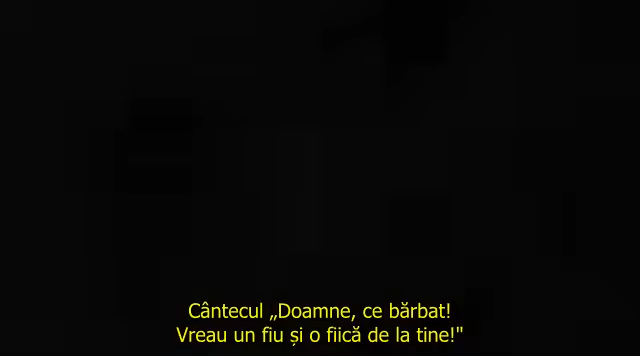 Cântecul „Doamne, ce bărbat!
Vreau un fiu și o fiică de la tine!"